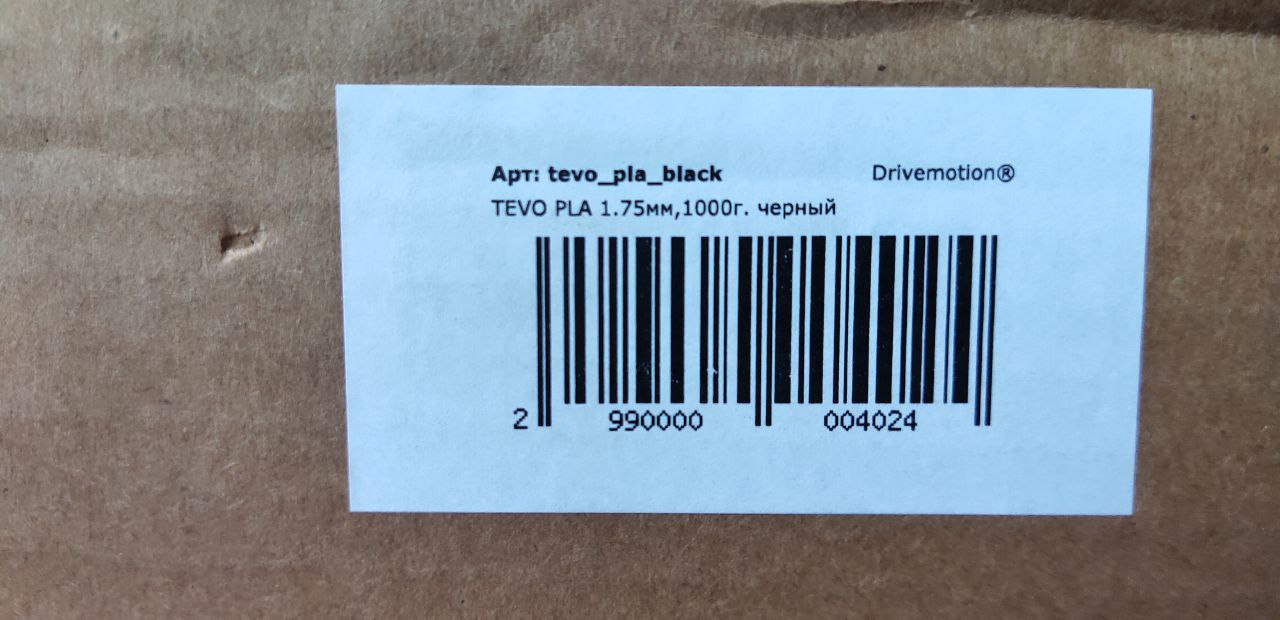 Арт: tevo_pla_black Drivemotion®
TEVO PLA 1.75мм,1000г. черный
2 990000 004024